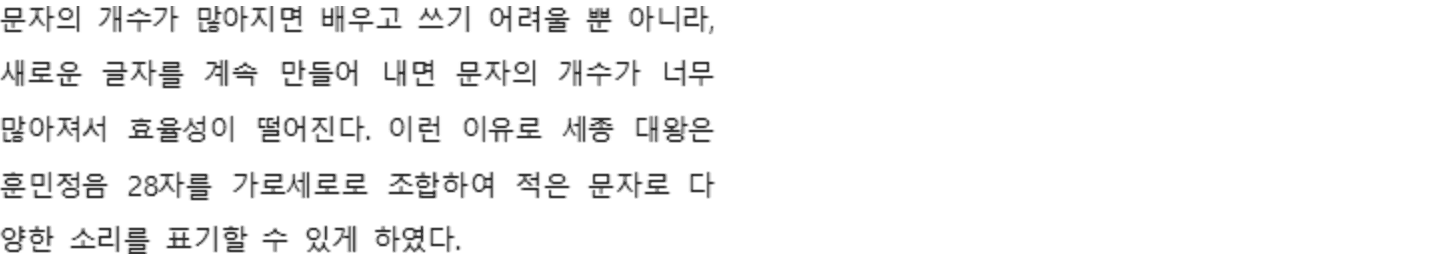 문자의 개수가 많아지면 배우고 쓰기 어려울 뿐 아니라,
새로운 글자를 계속 만들어 내면 문자의 개수가 너무
많아져서 효율성이 떨어진다. 이런 이유로 세종 대왕은
훈민정음 28자를 가로세로로 조합하여 적은 문자로 다
양한 소리를 표기할 수 있게 하였다.